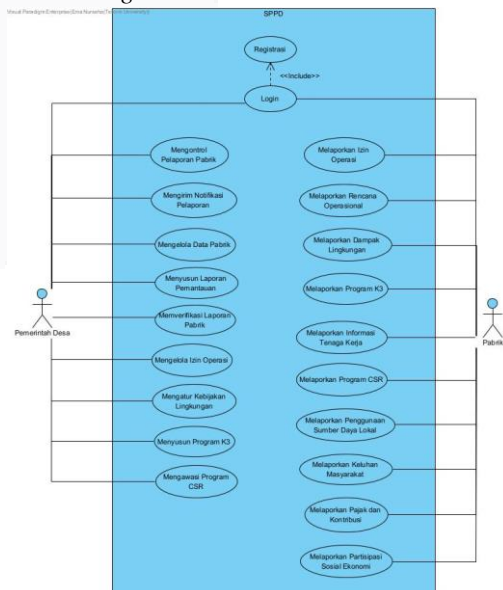 SPPD
Registrasi
<<Include>>
Login
Mengontrol
Pelaporan Pabrik
Mengirim Notifikasi
Pelaporan
Mengelola Data Pabrik
Menyusun Laporan
Pemantauan
Memverifikasi Laporan
Pabrik
Mengelola Izin Operasi
Mengatur Kebijakan
Lingkungan
Menyusun Program K3
Mengawasi Program
CSR
Melaporkan Izin
Operasi
Melaporkan Rencana
Operasional
Melaporkan Dampak
Lingkungan
Melaporkan Program K3
Melaporkan Informasi
Tenaga Kerja
Melaporkan Program CSR
Melaporkan Penggunaan
Sumber Daya Lokal
Melaporkan Keluhan
Masyarakat
Melaporkan Pajak dan
Kontribusi
Melaporkan Partisipasi
Sosial Ekonomi
Pemerintah Desa
Pabrik